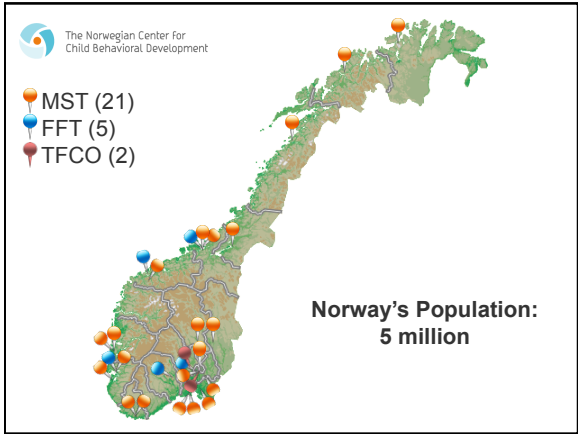 The Norwegian Center for
Child Behavioral Development
MST (21)
FFT (5)
TFCO (2)
Norway's Population:
5 million